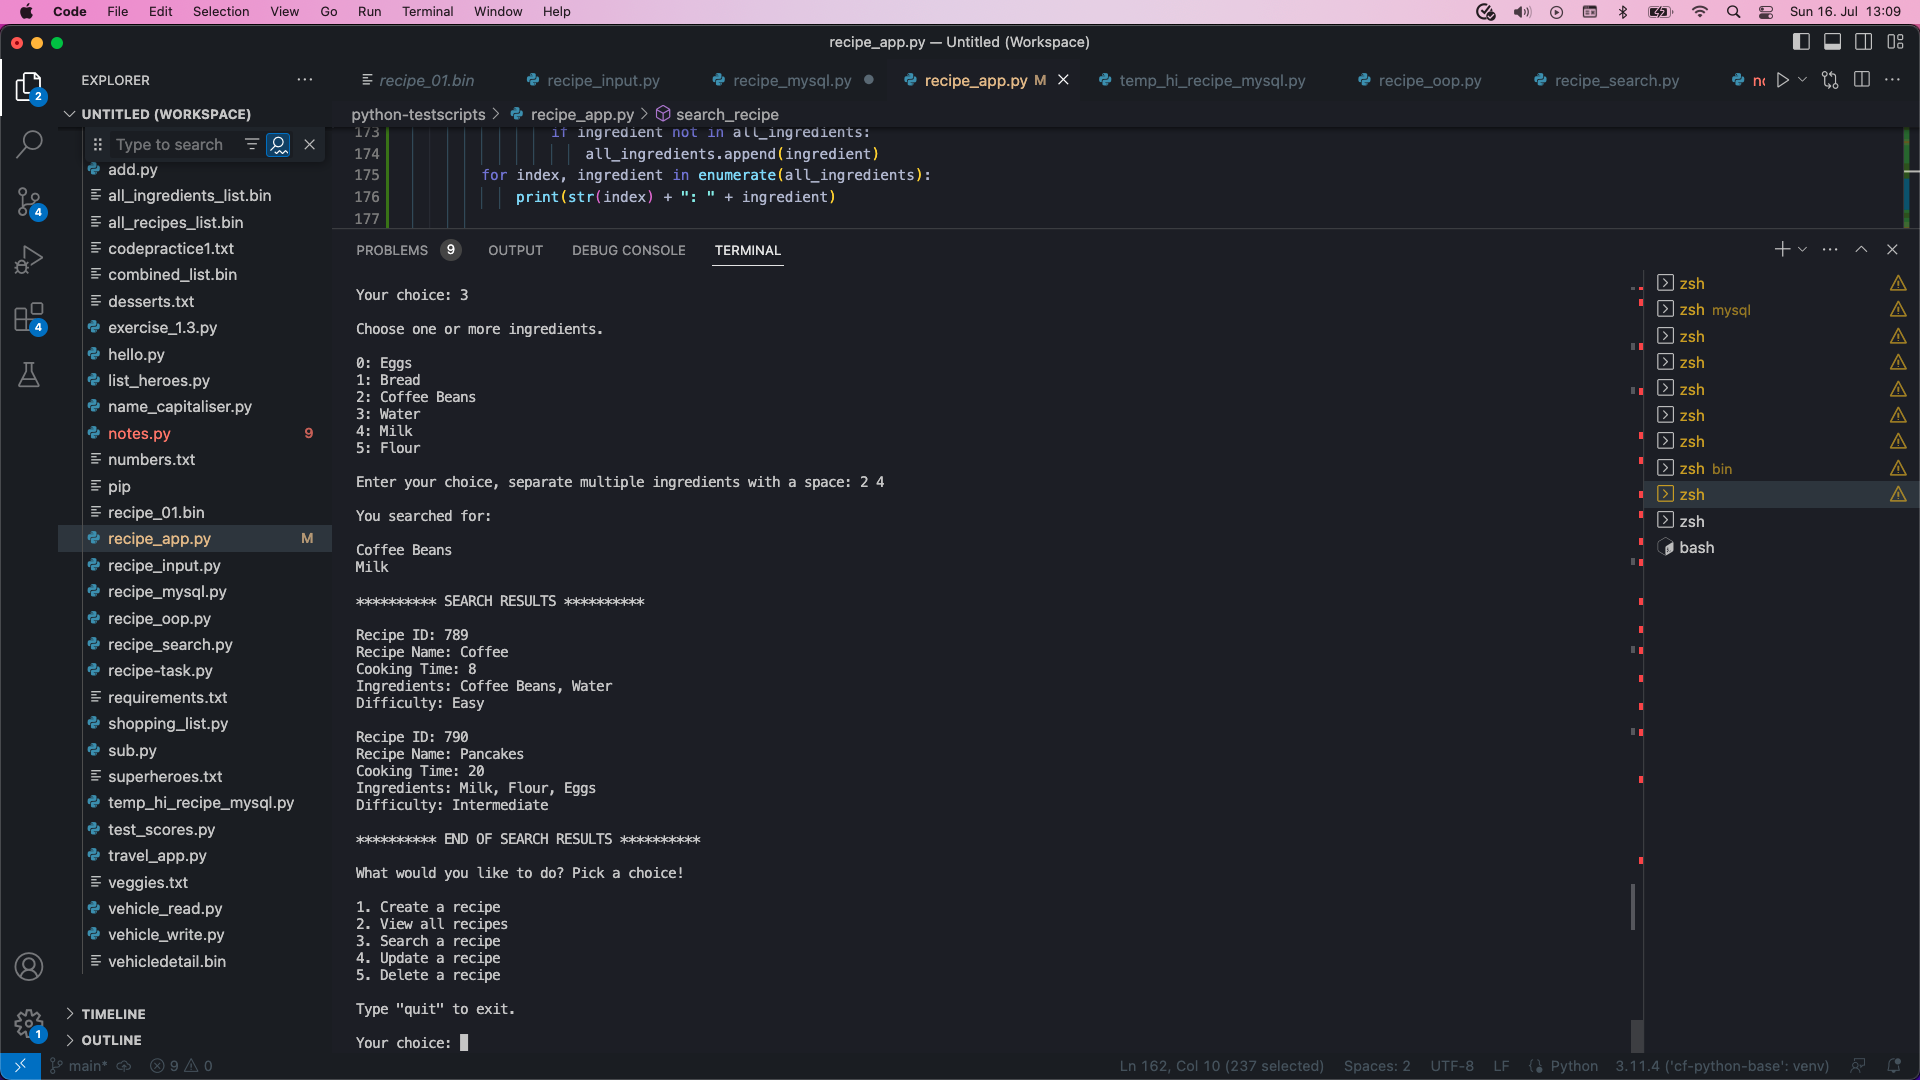 Code File Edit Selection View Go Run Terminal Window Help
Sun 16. Jul 13:09
recipe_app.py — Untitled (Workspace)
EXPLORER
recipe_01.bin recipe_input.py recipe_mysql.py recipe_app.py M temp_hi_recipe_mysql.py recipe_oop.py recipe_search.py
UNTITLED (WORKSPACE)
python-testscripts > recipe_app.py > search_recipe
Type to search
add.py
all_ingredients_list.bin
all_recipes_list.bin
codepractice1.txt
combined_list.bin
desserts.txt
exercise_1.3.py
hello.py
list_heroes.py
name_capitaliser.py
notes.py 9
numbers.txt
pip
recipe_01.bin
recipe_app.py M
recipe_input.py
recipe_mysql.py
recipe_oop.py
recipe_search.py
recipe-task.py
requirements.txt
shopping_list.py
sub.py
superheroes.txt
temp_hi_recipe_mysql.py
test_scores.py
travel_app.py
veggies.txt
vehicle_read.py
vehicle_write.py
vehicledetail.bin
TIMELINE
OUTLINE
2
4
4
1
173 if ingredient not in all_ingredients:
174 all_ingredients.append(ingredient)
175 for index, ingredient in enumerate(all_ingredients):
176 print(str(index) + ": " + ingredient)
177
PROBLEMS 9 OUTPUT DEBUG CONSOLE TERMINAL
Your choice: 3
Choose one or more ingredients.
0: Eggs
1: Bread
2: Coffee Beans
3: Water
4: Milk
5: Flour
Enter your choice, separate multiple ingredients with a space: 2 4
You searched for:
Coffee Beans
Milk
********** SEARCH RESULTS **********
Recipe ID: 789
Recipe Name: Coffee
Cooking Time: 8
Ingredients: Coffee Beans, Water
Difficulty: Easy
Recipe ID: 790
Recipe Name: Pancakes
Cooking Time: 20
Ingredients: Milk, Flour, Eggs
Difficulty: Intermediate
********** END OF SEARCH RESULTS **********
What would you like to do? Pick a choice!
1. Create a recipe
2. View all recipes
3. Search a recipe
4. Update a recipe
5. Delete a recipe
Type "quit" to exit.
Your choice:
zsh
zsh mysql
zsh
zsh
zsh
zsh
zsh
zsh bin
zsh
zsh
bash
main* 9 0
Ln 162, Col 10 (237 selected) Spaces: 2 UTF-8 LF Python 3.11.4 ('cf-python-base': venv)